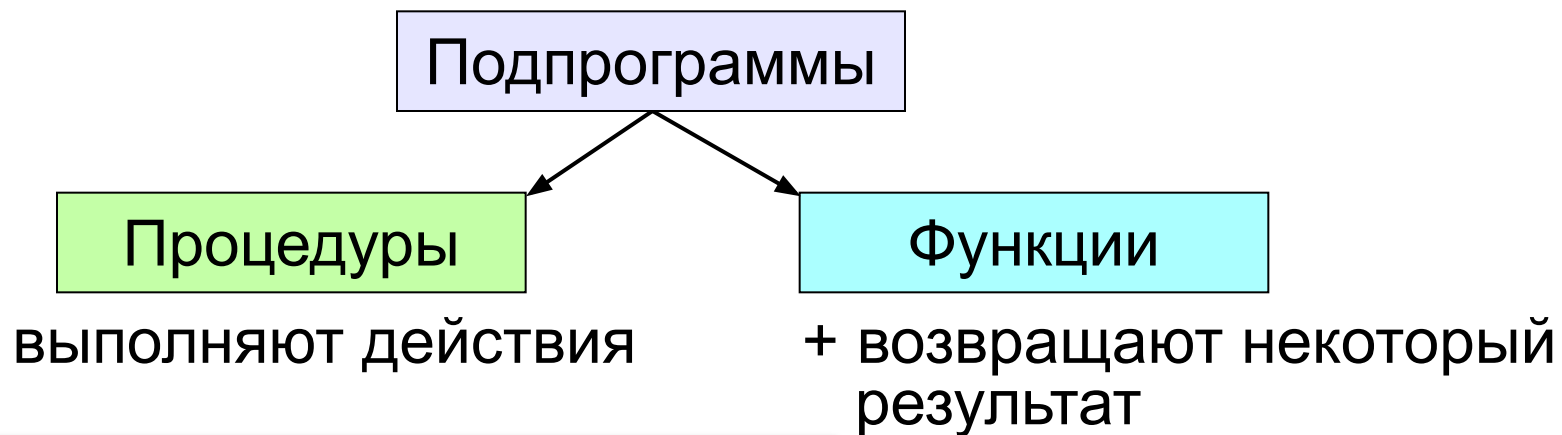 Подпрограммы
Процедуры
Функции
выполняют действия
+ возвращают некоторый
результат